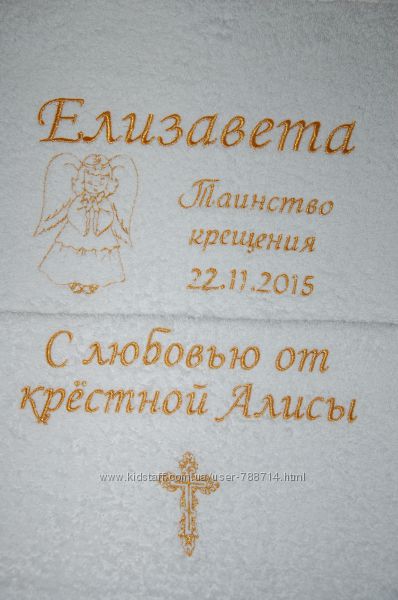 Елизавета
Таинство
крещения
22.11.2015
С любовью от
крёстной Алисы
www.kidstaff.com.ua/user-788714.html